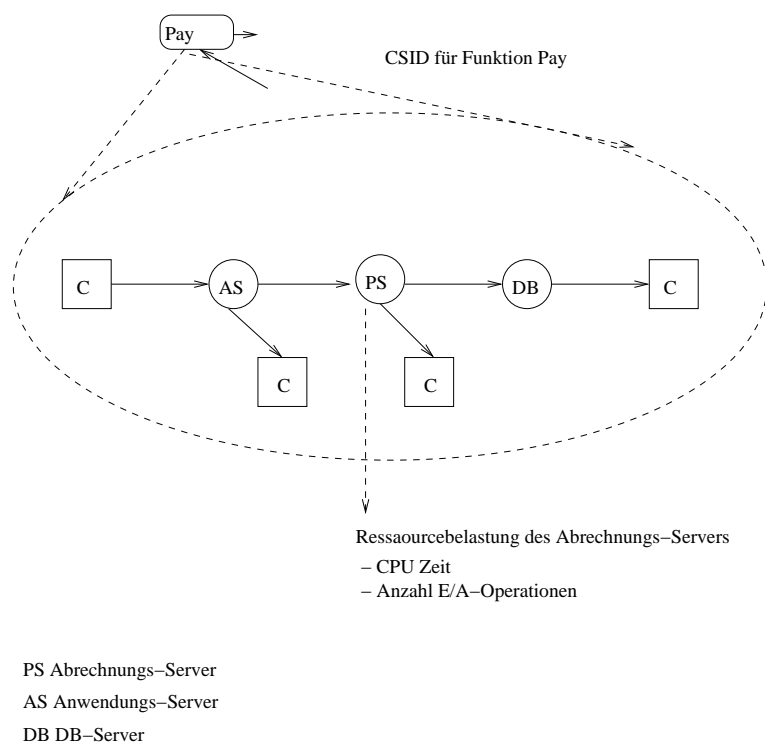 Pay
CSID für Funktion Pay
C
AS
PS
DB
C
C
C
Ressaourcebelastung des Abrechnungs−Servers
− CPU Zeit
− Anzahl E/A−Operationen
PS Abrechnungs−Server
AS Anwendungs−Server
DB DB−Server